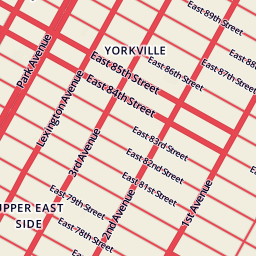 East 89th Street
YORKVILLE
East 88th
Park Avenue
East 85th Street
East 86th Street
East 87th Street
East 84th Street
Lexington Avenue
East 83rd Street
3rd Avenue
East 82nd Street
East 81st Street
East 79th Street
2nd Avenue
1st Avenue
UPPER EAST
SIDE
East 78th Street